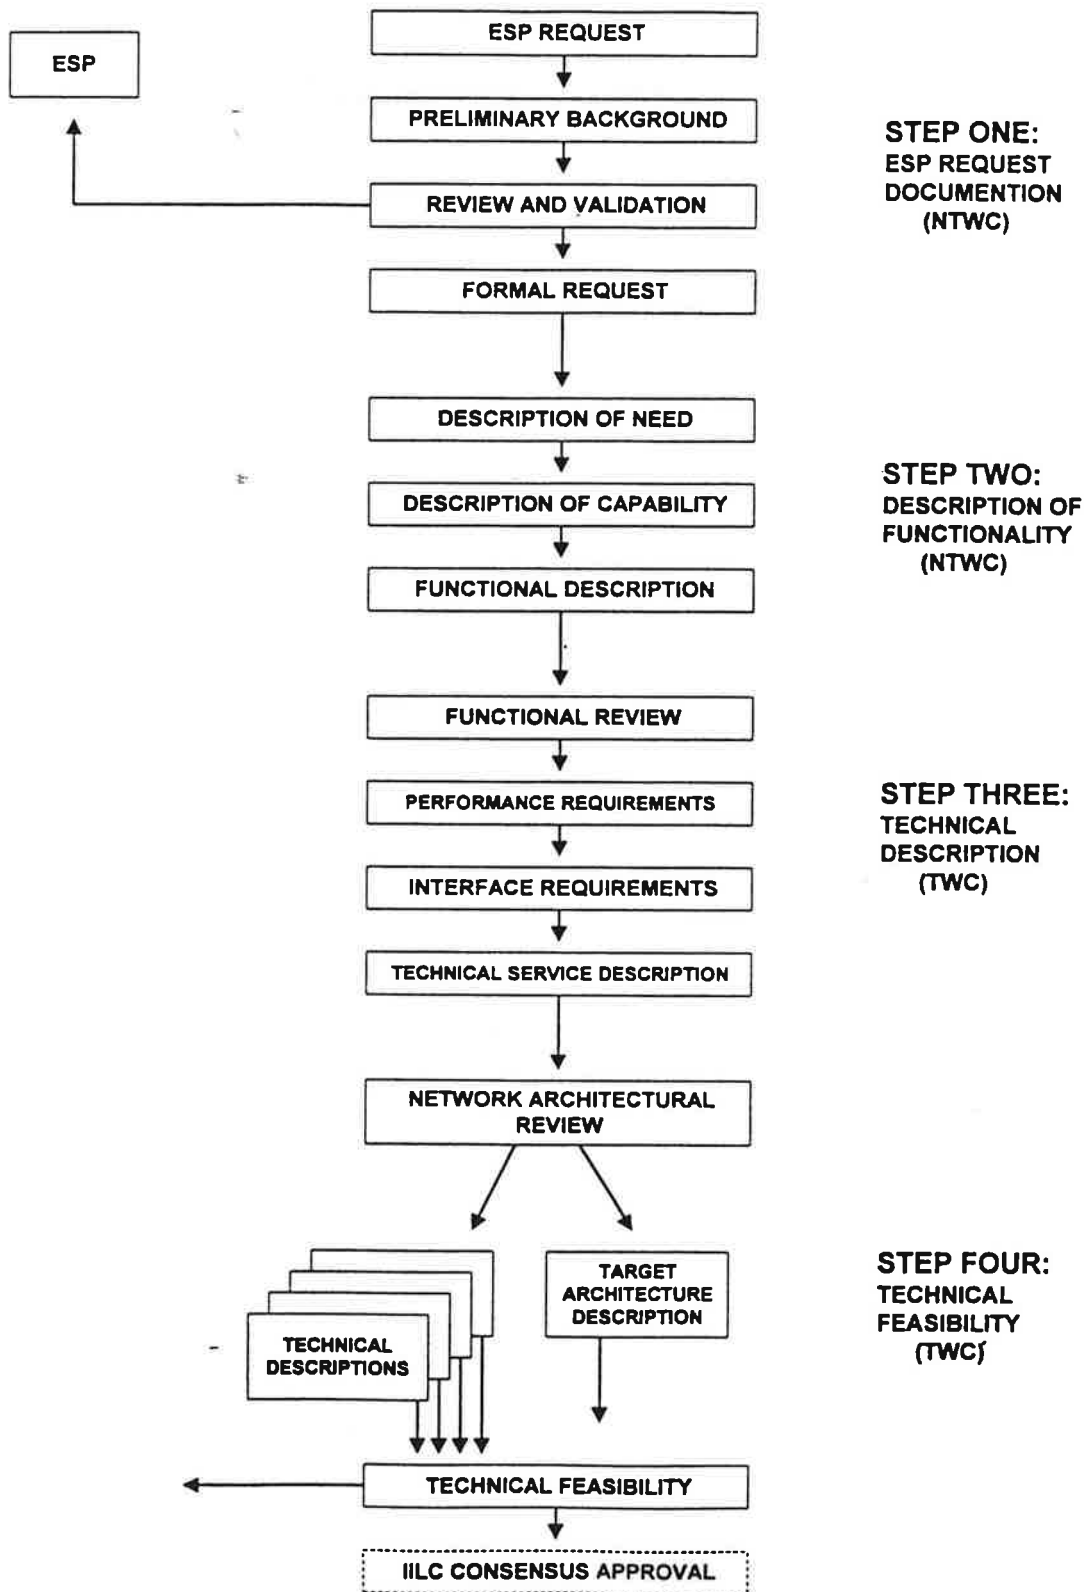 ESP REQUEST
ESP
PRELIMINARY BACKGROUND
REVIEW AND VALIDATION
FORMAL REQUEST
STEP ONE:
ESP REQUEST
DOCUMENTION
(NTWC)
DESCRIPTION OF NEED
DESCRIPTION OF CAPABILITY
FUNCTIONAL DESCRIPTION
STEP TWO:
DESCRIPTION OF
FUNCTIONALITY
(NTWC)
FUNCTIONAL REVIEW
PERFORMANCE REQUIREMENTS
INTERFACE REQUIREMENTS
TECHNICAL SERVICE DESCRIPTION
STEP THREE:
TECHNICAL
DESCRIPTION
(TWC)
NETWORK ARCHITECTURAL
REVIEW
TECHNICAL
DESCRIPTIONS
TARGET
ARCHITECTURE
DESCRIPTION
STEP FOUR:
TECHNICAL
FEASIBILITY
(TWC)
TECHNICAL FEASIBILITY
IILC CONSENSUS APPROVAL